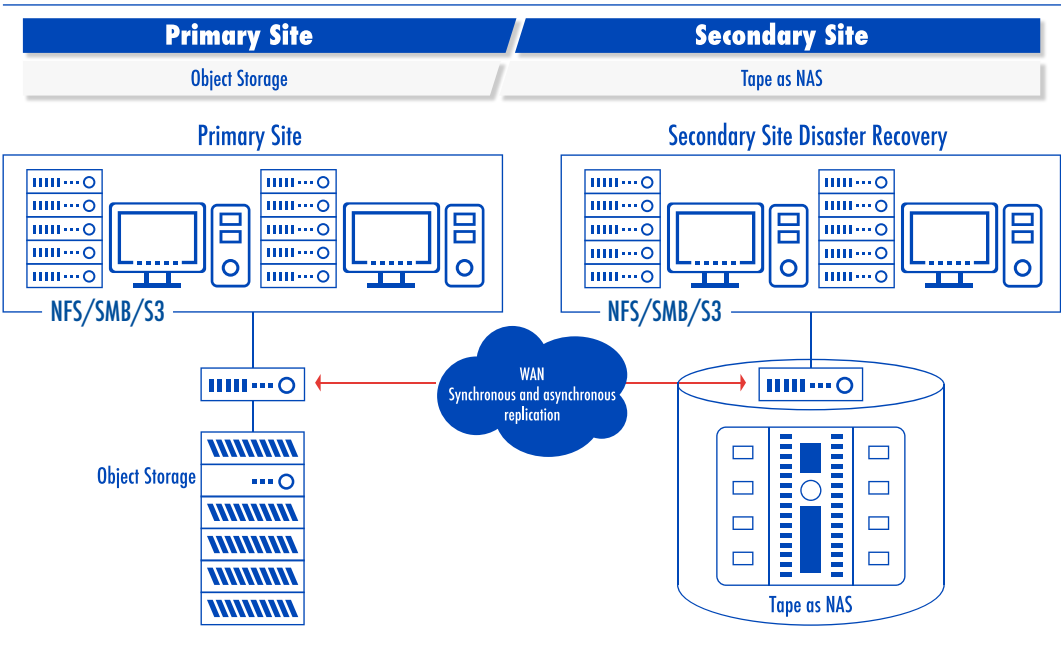 Primary Site
Secondary Site
Object Storage
Tape as NAS
Primary Site
Secondary Site Disaster Recovery
NFS/SMB/S3
NFS/SMB/S3
WAN
Synchronous and asynchronous
replication
Object Storage
Tape as NAS